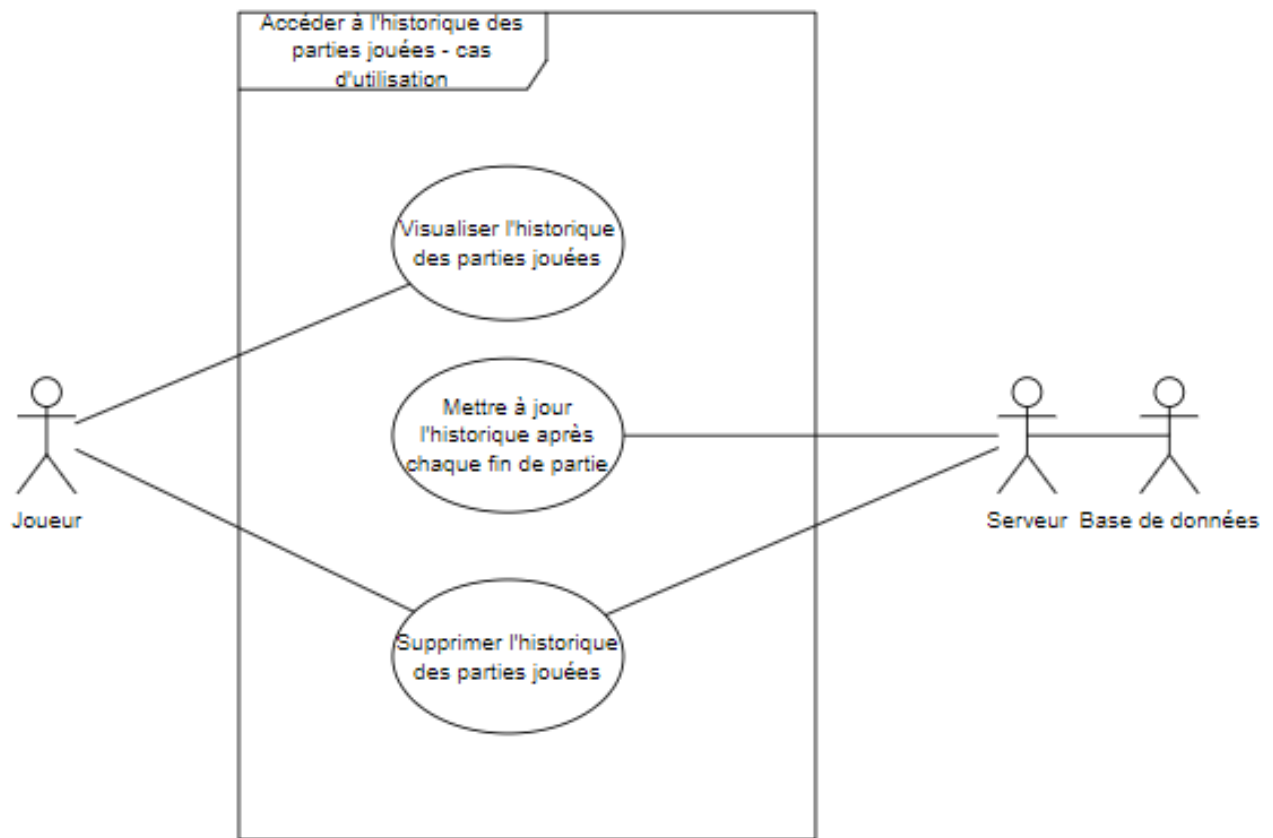 Accéder à l'historique des
parties jouées - cas
d'utilisation
Visualiser l'historique
des parties jouées
Mettre à jour
l'historique après
chaque fin de partie
Joueur
Serveur
Base de données
Supprimer l'historique
des parties jouées